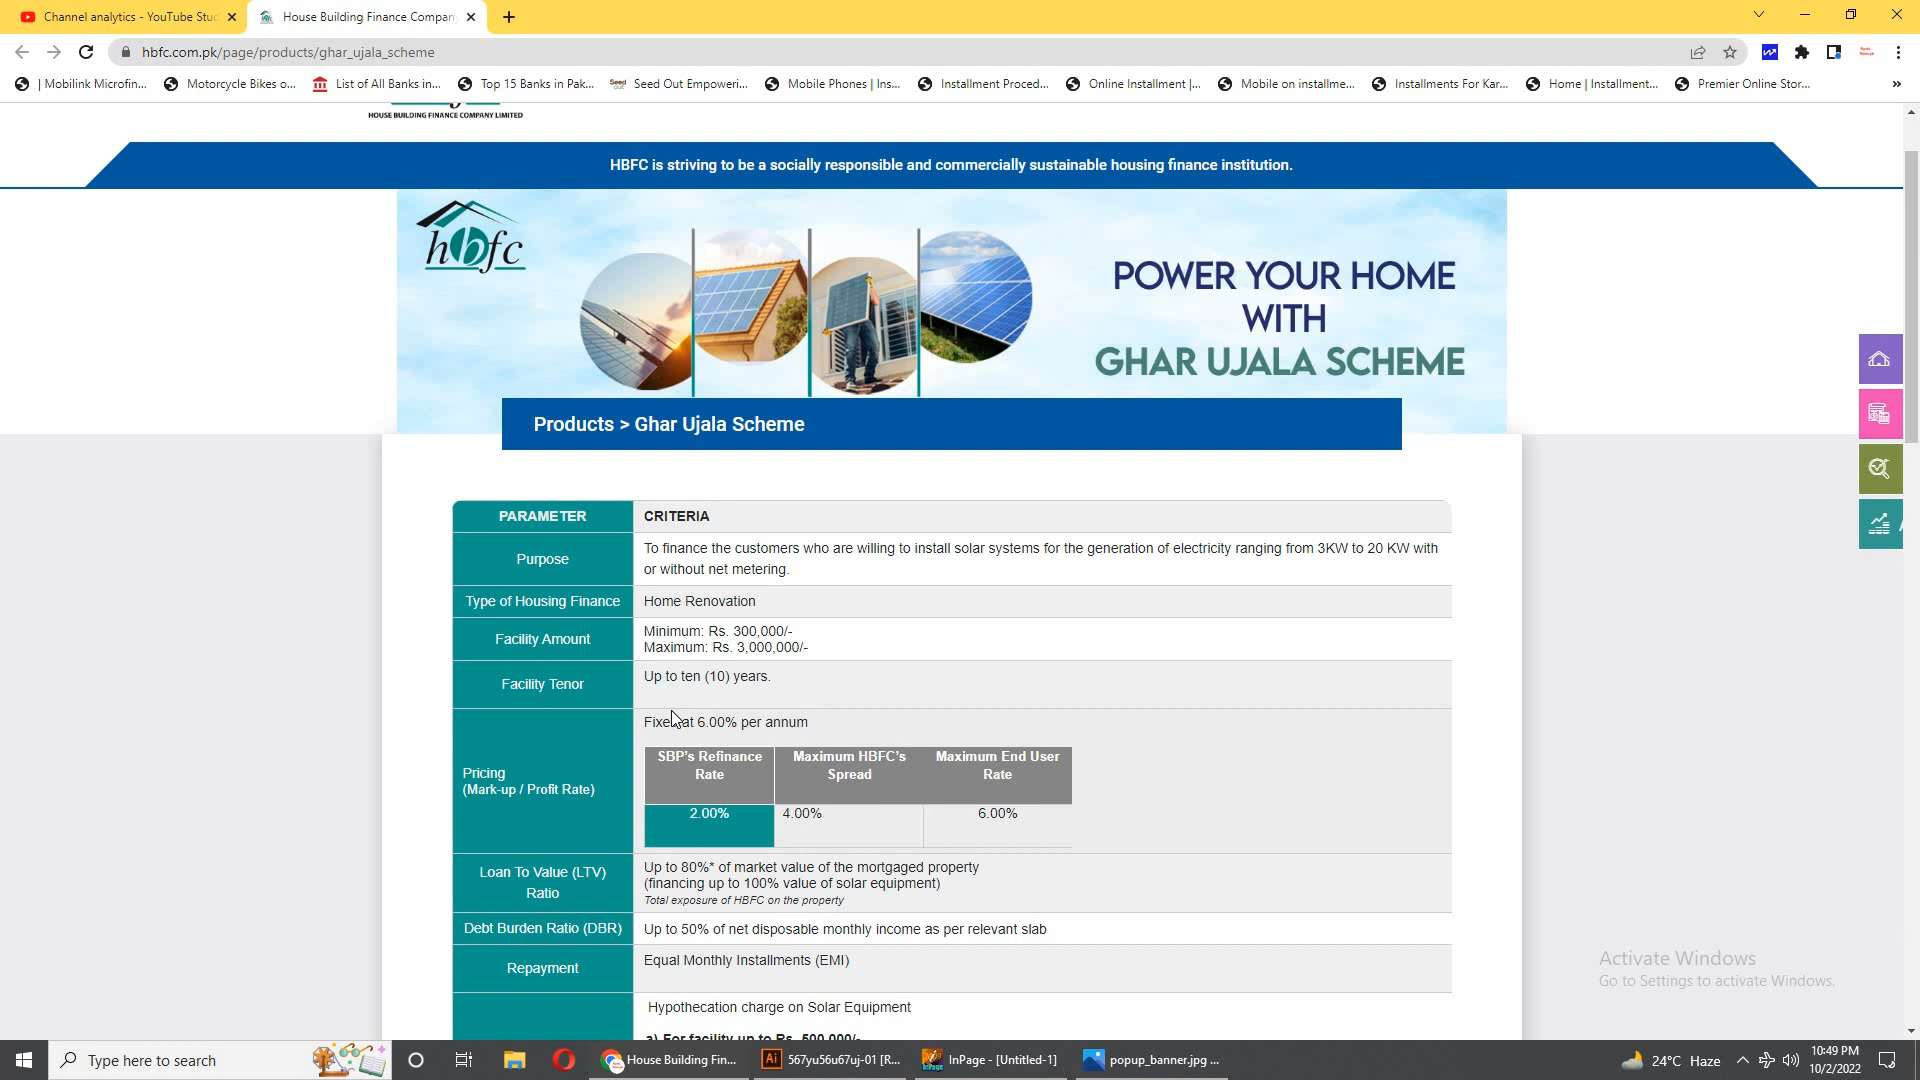 Channel analytics - YouTube Stu
House Building Finance Company
hbfc.com.pk/page/products/ghar_ujala_scheme
| Mobilink Microfin...
Motorcycle Bikes o...
List of All Banks in...
Top 15 Banks in Pak...
Seed Out Empoweri...
Mobile Phones | Ins...
Installment Proced...
Online Installment |...
Mobile on installme...
Installments For Kar...
Home | Installment...
Premier Online Stor...
»
HOUSE BUILDING FINANCE COMPANY LIMITED
HBFC is striving to be a socially responsible and commercially sustainable housing finance institution.
hbfc
POWER YOUR HOME
WITH
GHAR UJALA SCHEME
Products > Ghar Ujala Scheme
PARAMETER
CRITERIA
Purpose
To finance the customers who are willing to install solar systems for the generation of electricity ranging from 3KW to 20 KW with
or without net metering.
Type of Housing Finance
Home Renovation
Facility Amount
Minimum: Rs. 300,000/-
Maximum: Rs. 3,000,000/-
Facility Tenor
Up to ten (10) years.
Pricing
(Mark-up / Profit Rate)
Fixed at 6.00% per annum
SBP's Refinance
Rate
Maximum HBFC's
Spread
Maximum End User
Rate
2.00%
4.00%
6.00%
Loan To Value (LTV)
Ratio
Up to 80%* of market value of the mortgaged property
(financing up to 100% value of solar equipment)
Total exposure of HBFC on the property
Debt Burden Ratio (DBR)
Up to 50% of net disposable monthly income as per relevant slab
Repayment
Equal Monthly Installments (EMI)
Hypothecation charge on Solar Equipment
a) For facility up to Rs. 500,000/-
Activate Windows
Go to Settings to activate Windows.
Type here to search
House Building Fin...
567yu56u67uj-01 [R...
InPage - [Untitled-1]
popup_banner.jpg ...
24°C Haze
10:49 PM
10/2/2022